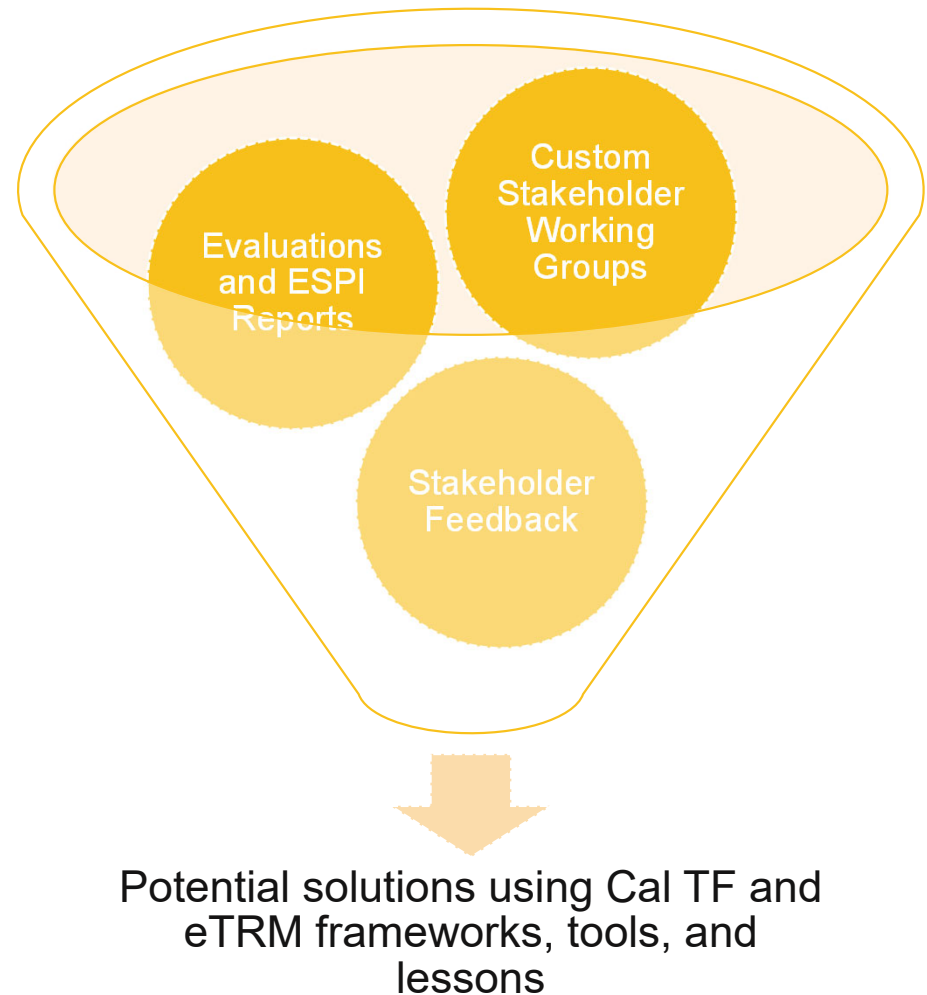 Custom
Stakeholder
Working
Groups
Evaluations
and ESPI
Reports
Stakeholder
Feedback
Potential solutions using Cal TF and
eTRM frameworks, tools, and
lessons